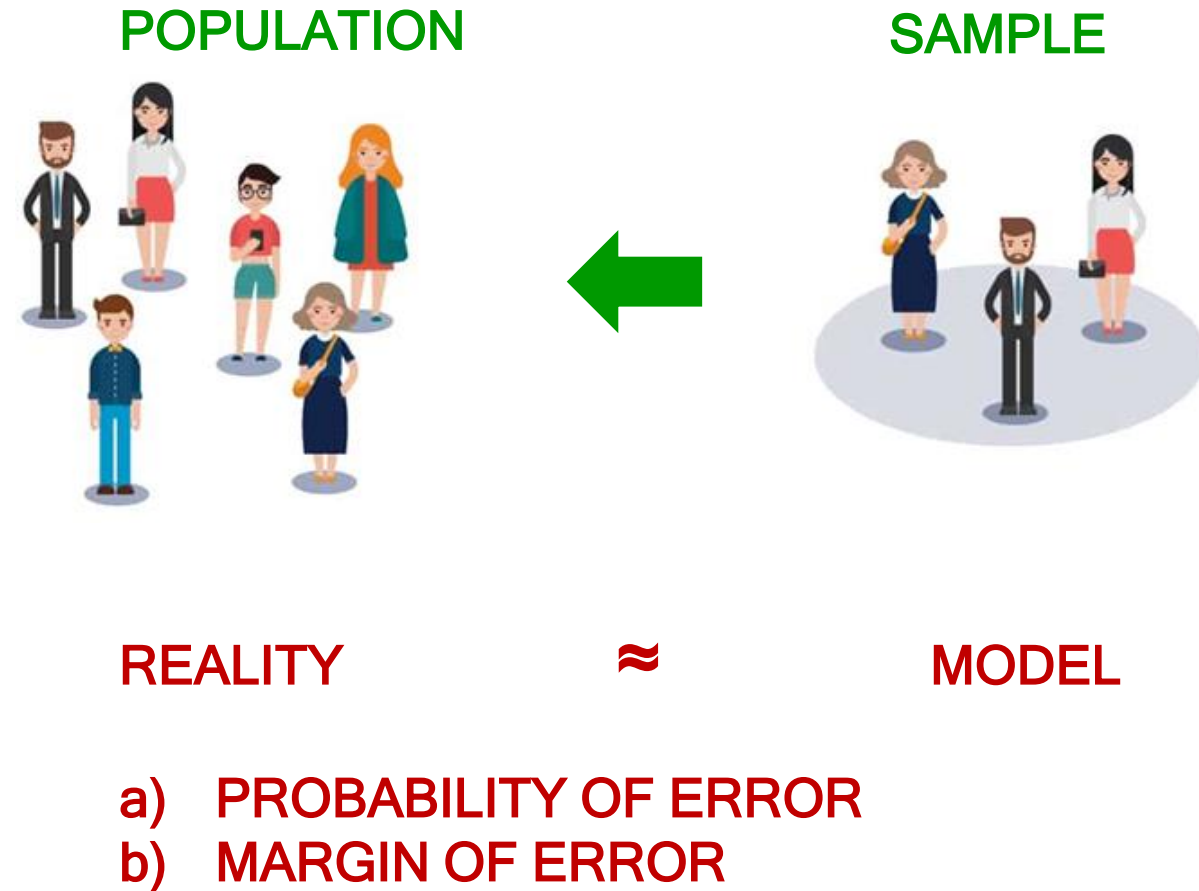 POPULATION SAMPLE
REALITY ≈ MODEL
a) PROBABILITY OF ERROR
b) MARGIN OF ERROR